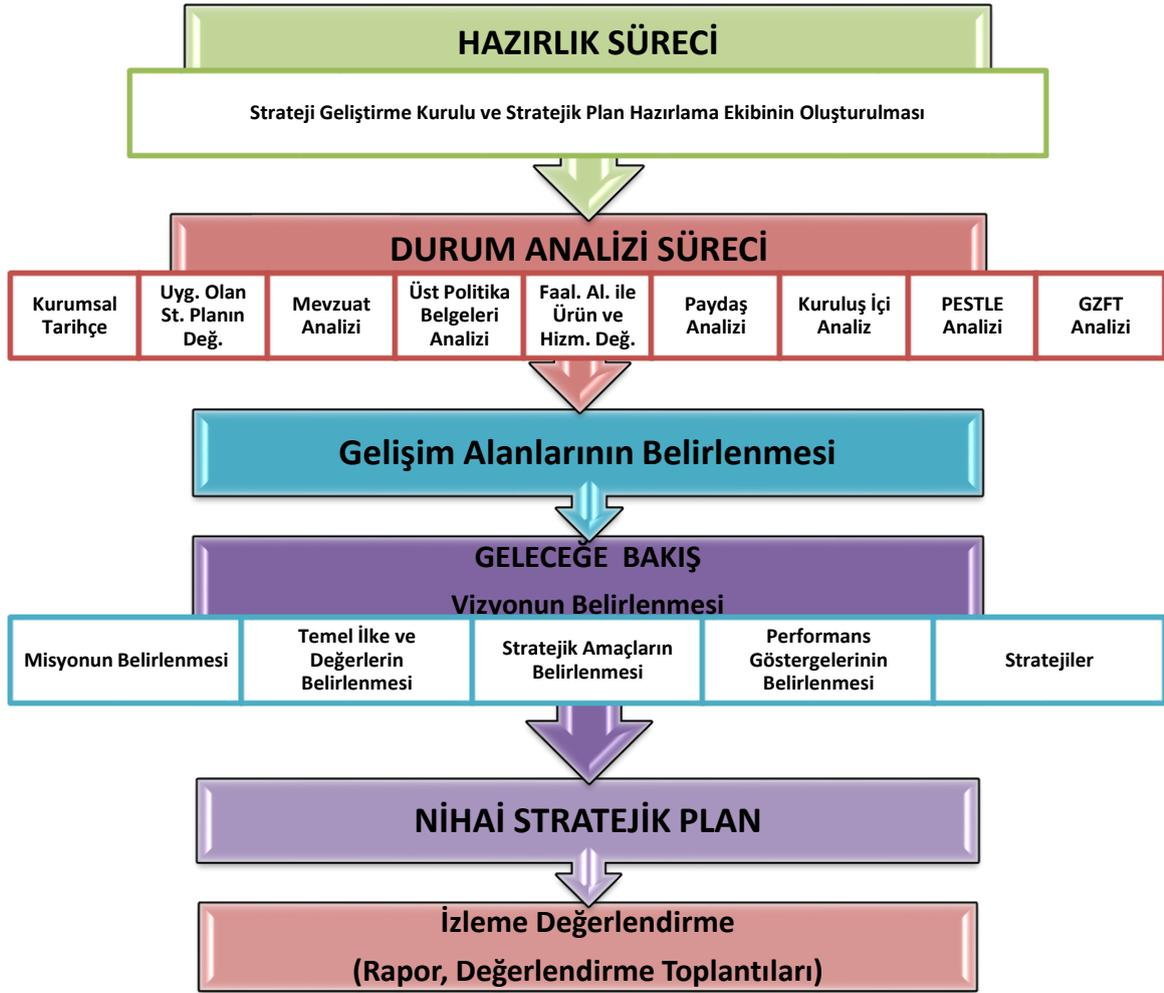 HAZIRLIK SÜRECİ
Strateji Geliştirme Kurulu ve Stratejik Plan Hazırlama Ekibinin Oluşturulması
DURUM ANALİZİ SÜRECİ
Kurumsal
Tarihçe
Uyg. Olan
St. Planın
Değ.
Mevzuat
Analizi
Üst Politika
Belgeleri
Analizi
Faal. Al. ile
Ürün ve
Hizm. Değ.
Paydaş
Analizi
Kuruluş İçi
Analiz
PESTLE
Analizi
GZFT
Analizi
Gelişim Alanlarının Belirlenmesi
GELECEĞE BAKIŞ
Vizyonun Belirlenmesi
Misyonun Belirlenmesi
Temel İlke ve
Değerlerin
Belirlenmesi
Stratejik Amaçların
Belirlenmesi
Performans
Göstergelerinin
Belirlenmesi
Stratejiler
NİHAİ STRATEJİK PLAN
İzleme Değerlendirme
(Rapor, Değerlendirme Toplantıları)